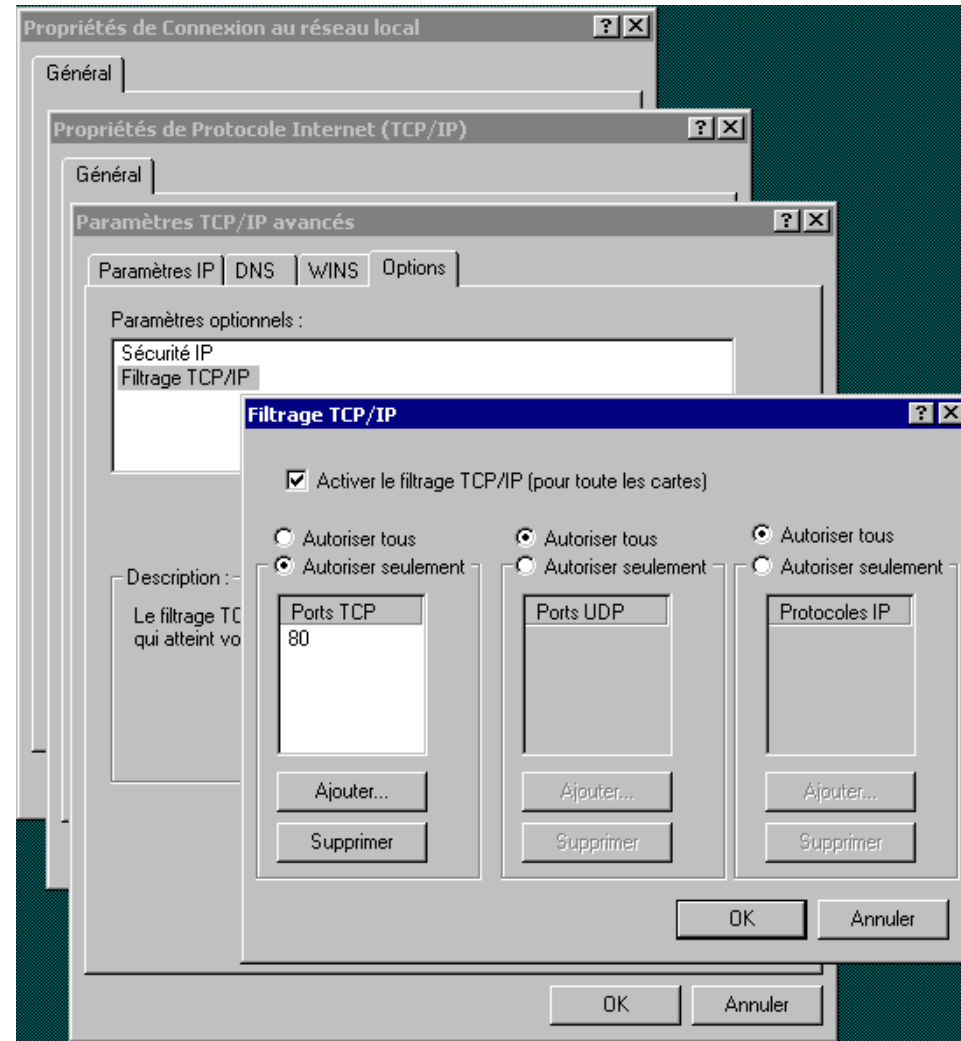 Propriétés de Connexion au réseau local
Général
Propriétés de Protocole Internet (TCP/IP)
Général
Paramètres TCP/IP avancés
Paramètres IP DNS WINS Options
Paramètres optionnels :
Sécurité IP
Filtrage TCP/IP
Filtrage TCP/IP
Activer le filtrage TCP/IP (pour toute les cartes)
Autoriser tous Autoriser tous Autoriser tous
Autoriser seulement Autoriser seulement Autoriser seulement
Description :
Le filtrage TC
qui atteint vo
Ports TCP Ports UDP Protocoles IP
80
Ajouter... Ajouter... Ajouter...
Supprimer Supprimer Supprimer
OK Annuler
OK Annuler